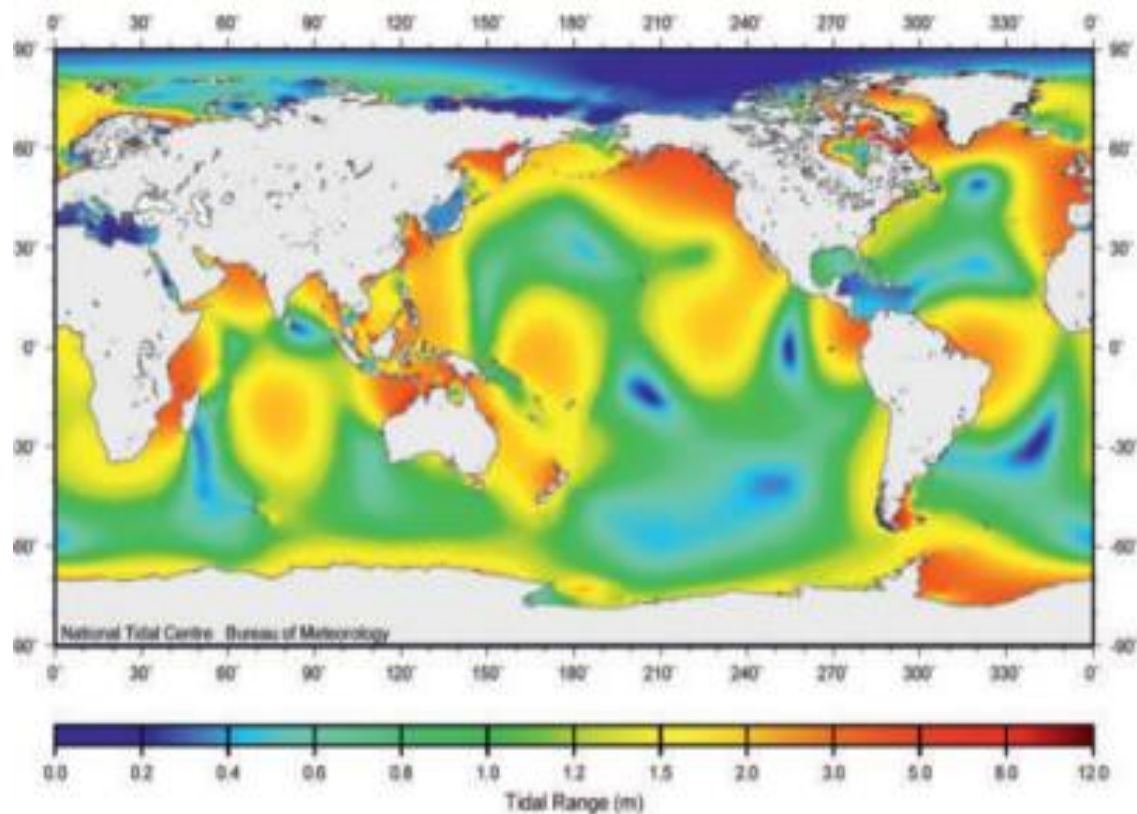 0° 30° 60° 90° 120° 150° 180° 210° 240° 270° 300° 330° 0°
90° 90°
60° 60°
30° 30°
0° 0°
30° -30°
60° -60°
90° -90°
National Tidal Centre Bureau of Meteorology
0° 30° 60° 90° 120° 150° 180° 210° 240° 270° 300° 330° 0°
0.0 0.2 0.4 0.6 0.8 1.0 1.2 1.5 2.0 3.0 5.0 8.0 12.0
Tidal Range (m)